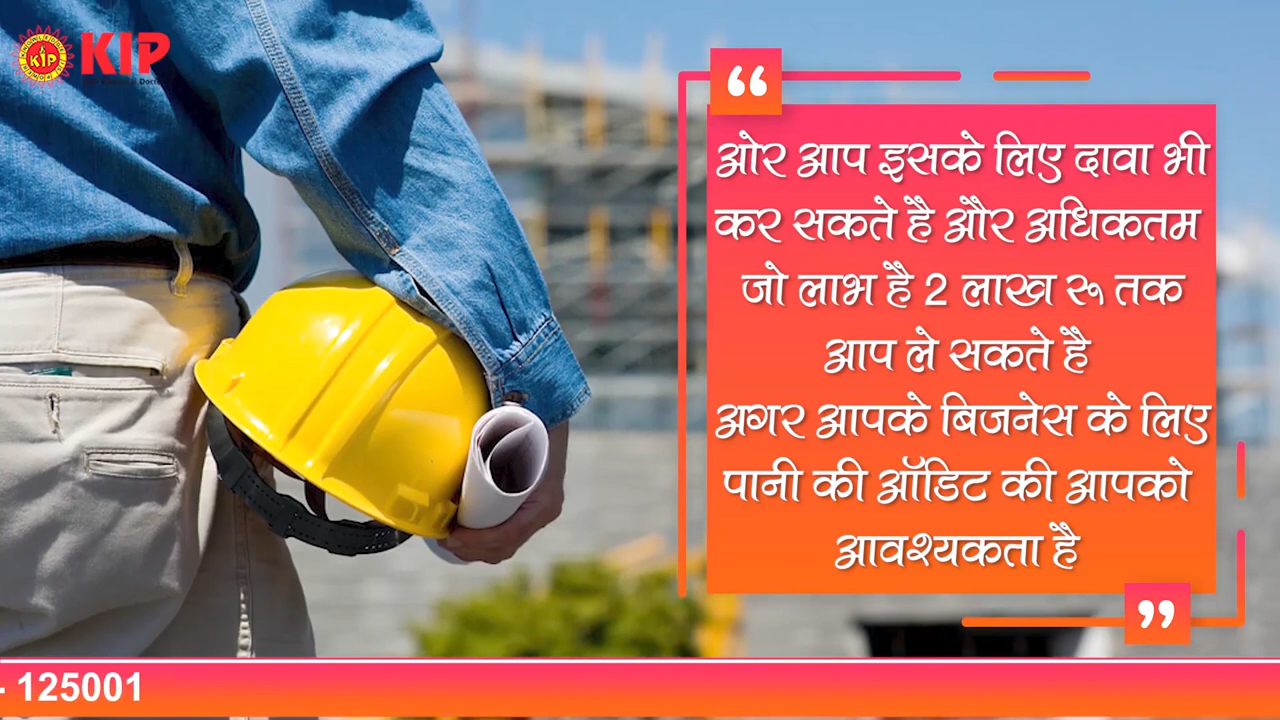 KIP
ओर आप इसके लिए दावा भी
कर सकते है और अधिकतम
जो लाभ है 2 लाख रू तक
आप ले सकते है
अगर आपके बिजनेस के लिए
पानी की ऑडिट की आपको
आवश्यकता है
- 125001